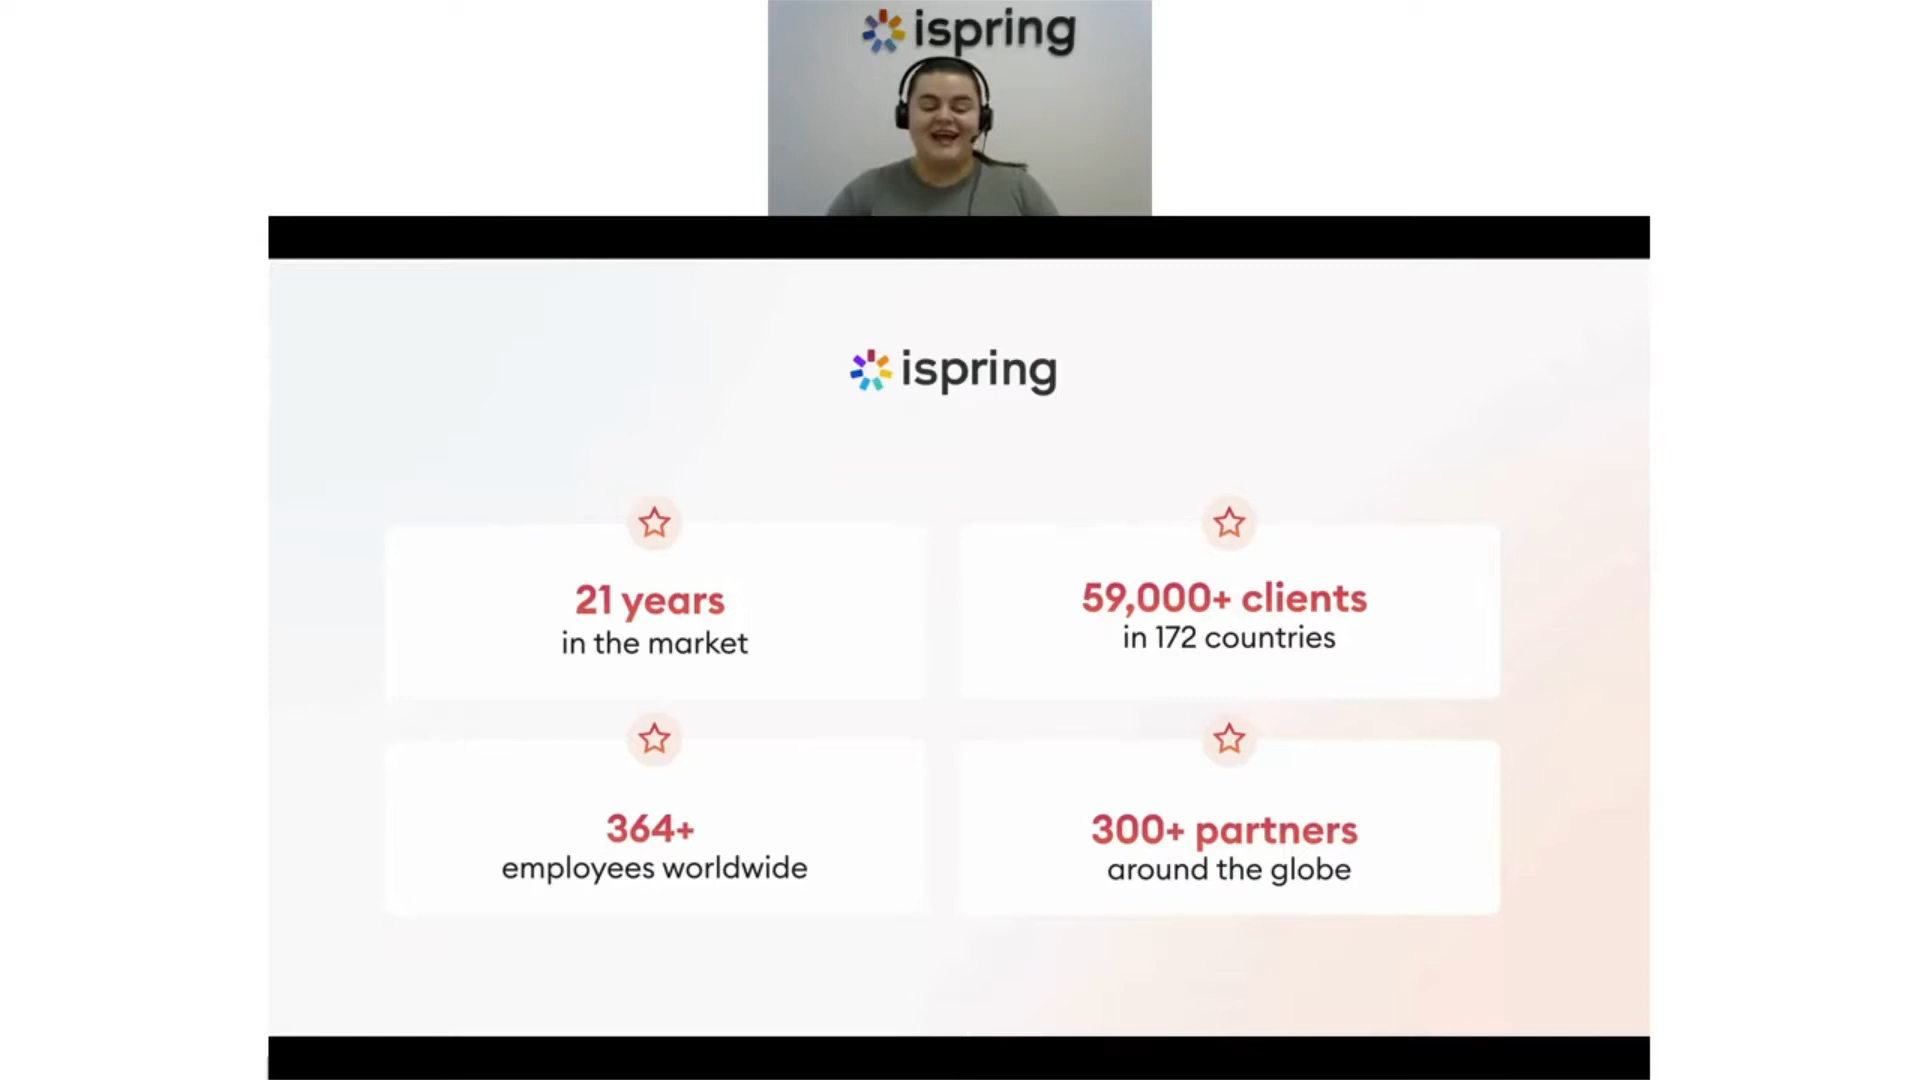 ispring
ispring
21 years
in the market
59,000+ clients
in 172 countries
364+
employees worldwide
300+ partners
around the globe